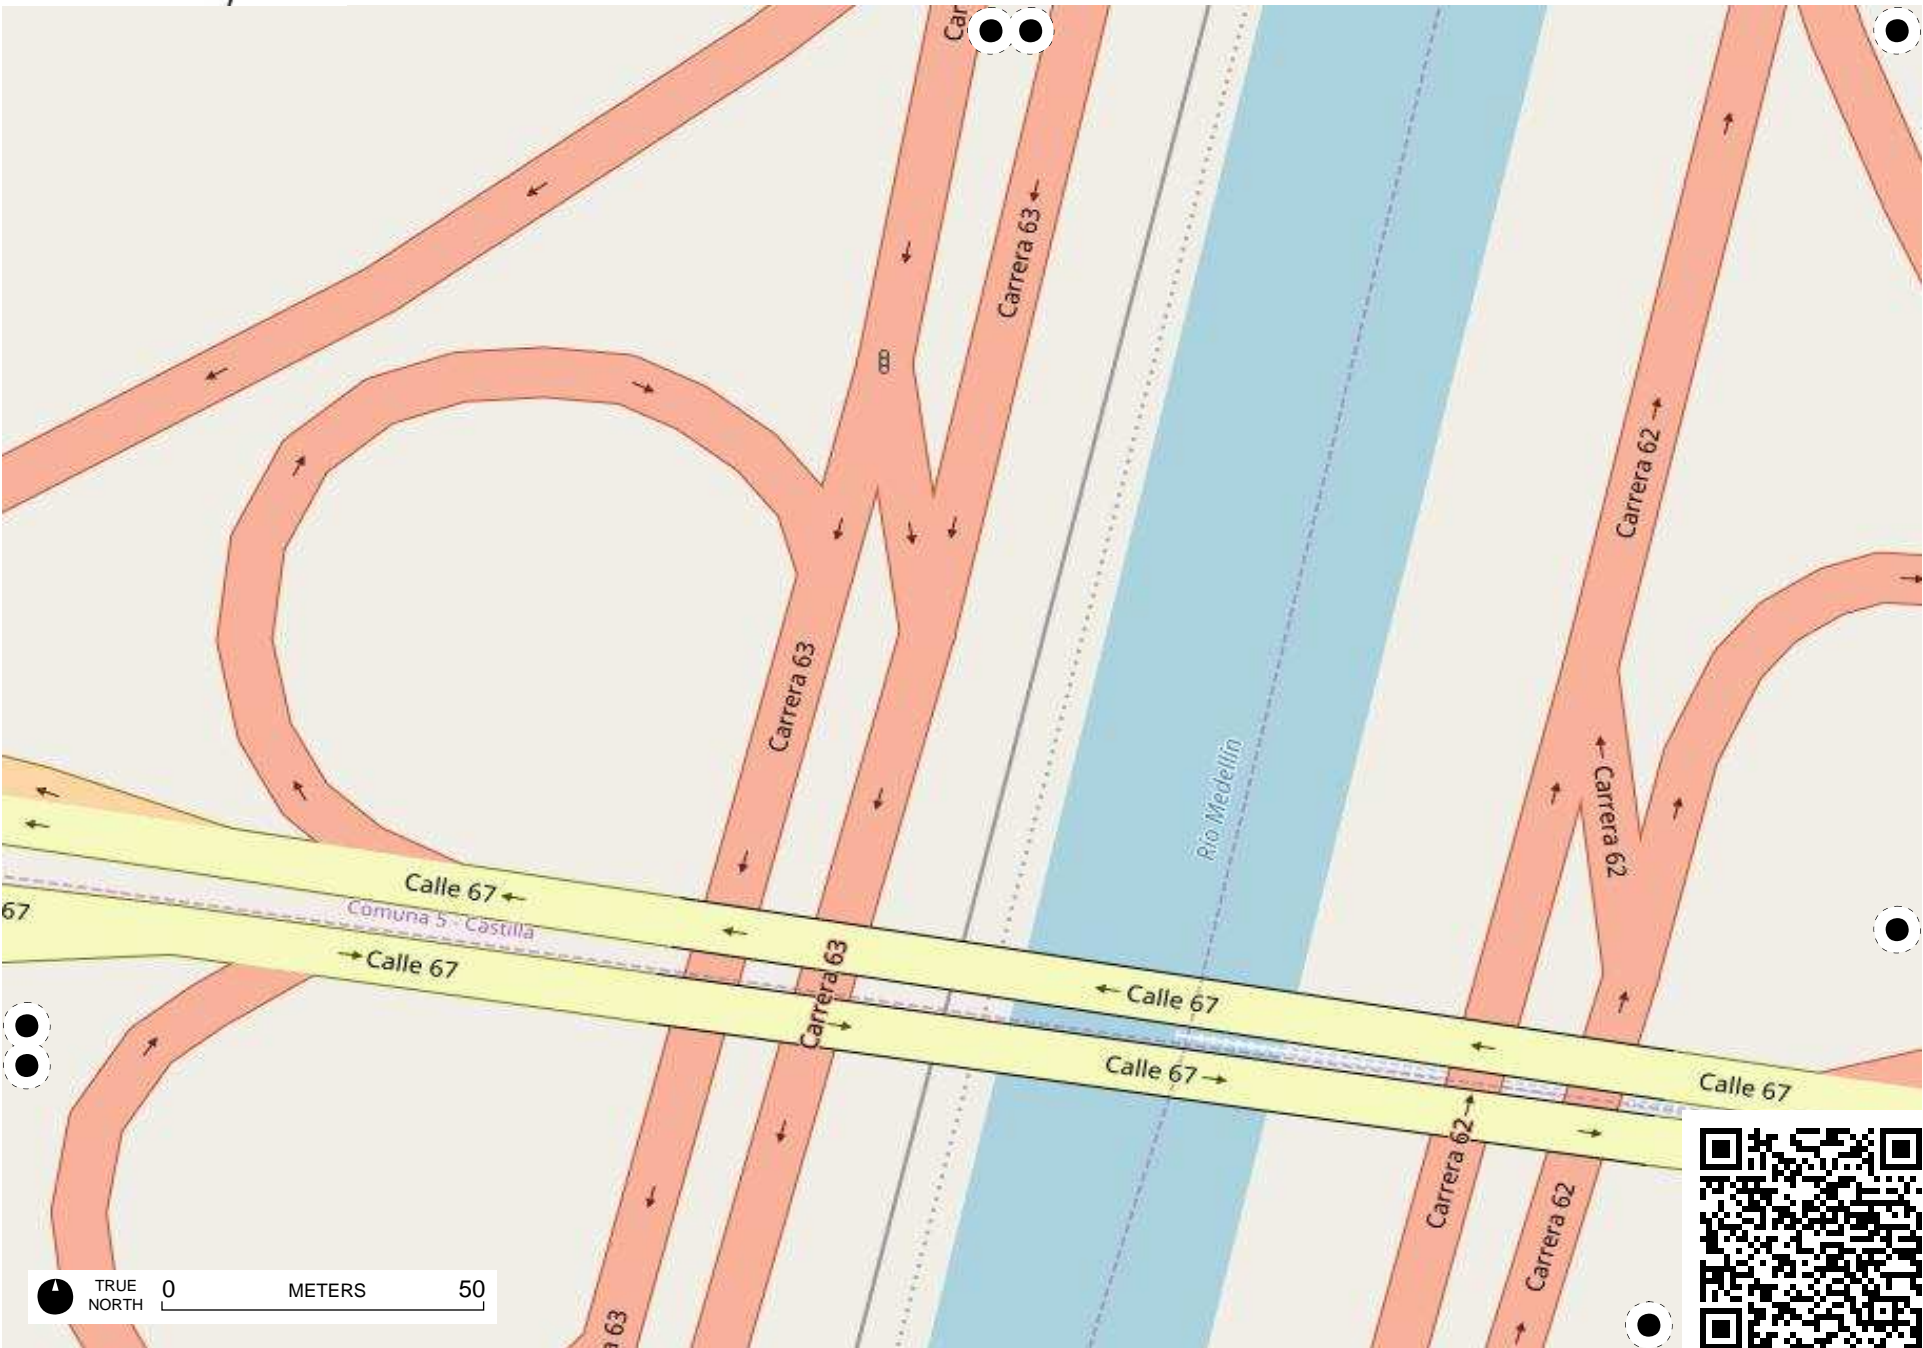 Car
Carrera 63
Carrera 62
Carrera 63
Río Medellín
Carrera 62
Calle 67
67
Comuna 5 - Castilla
Calle 67
Carrera 63
Calle 67
Calle 67
Calle 67
Carrera 62
Carrera 62
TRUE
NORTH
0 METERS 50
a 63